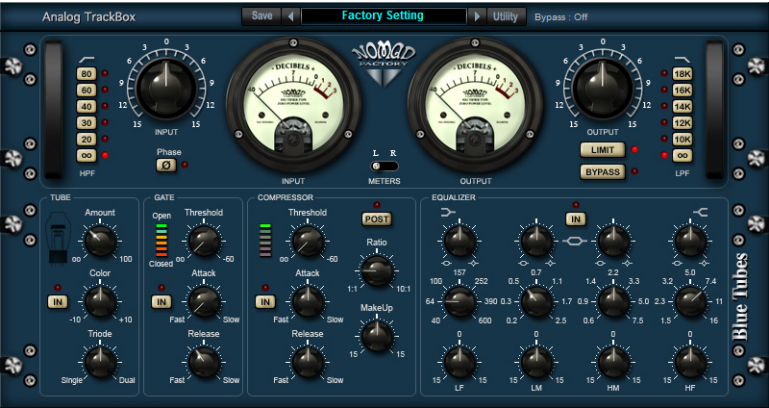 Analog TrackBox
Save
Factory Setting
Utility
Bypass : Off
80
60
40
30
20
∞
HPF
3 0 3
6 6
9 9
12 12
15 15
INPUT
Phase
Ø
- DECIBELS +
NOMAD FACTORY
INPUT
L R
METERS
- DECIBELS +
OUTPUT
3 0 3
6 6
9 9
12 12
15 15
OUTPUT
LIMIT
BYPASS
18K
16K
14K
12K
10K
∞
LPF
TUBE
Amount
∞ 100
Color
IN
-10 +10
Triode
Single Dual
GATE
Open
Closed
Threshold
∞ -60
Attack
IN
Fast Slow
Release
Fast Slow
COMPRESSOR
Threshold
∞ -60
Attack
IN
Fast Slow
Release
Fast Slow
POST
Ratio
1:1 10:1
MakeUp
15 15
EQUALIZER
IN
157 0.7 2.2 5.0
100 252 0.5 1.1 1.4 3.3 3.2 7.4
64 390 0.3 1.7 0.9 5.0 2.3 11
40 600 0.2 2.5 0.6 7.5 1.5 16
0 0 0 0
15 15 15 15 15 15 15 15
LF LM HM HF
Blue Tubes